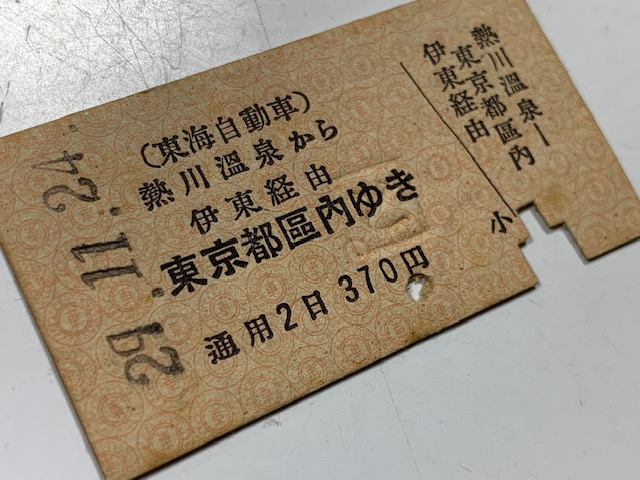 29.11.24.
(東海自動車)
熱川溫泉から
伊東経由
東京都區内ゆき
通用2日 370円
小
熱川溫泉ー
東京都區内
伊東経由